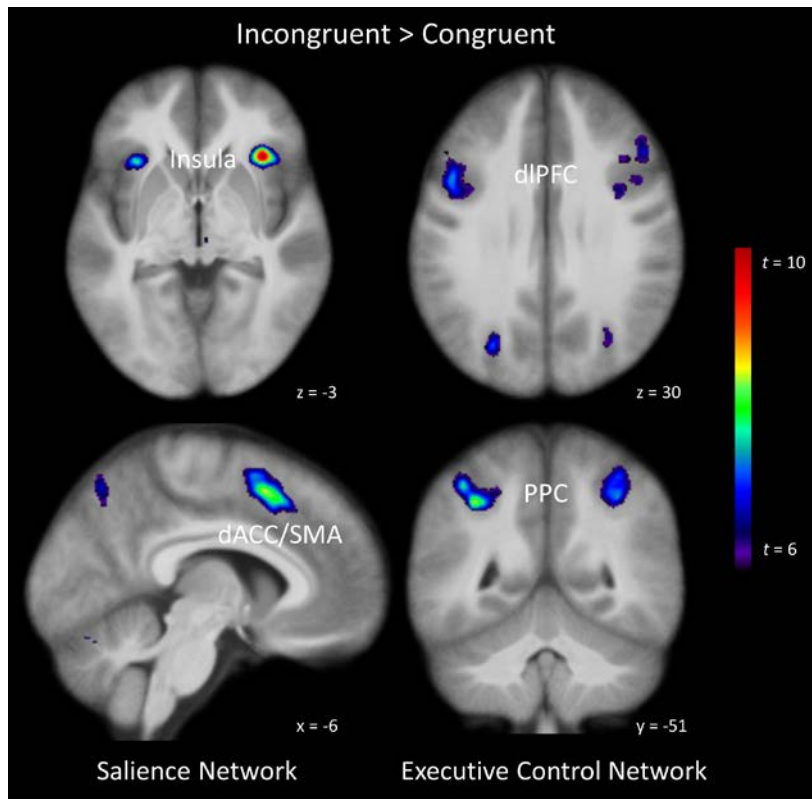 Incongruent > Congruent
Insula
dlPFC
t = 10
z = -3
z = 30
PPC
dACC/SMA
t = 6
x = -6
y = -51
Salience Network
Executive Control Network